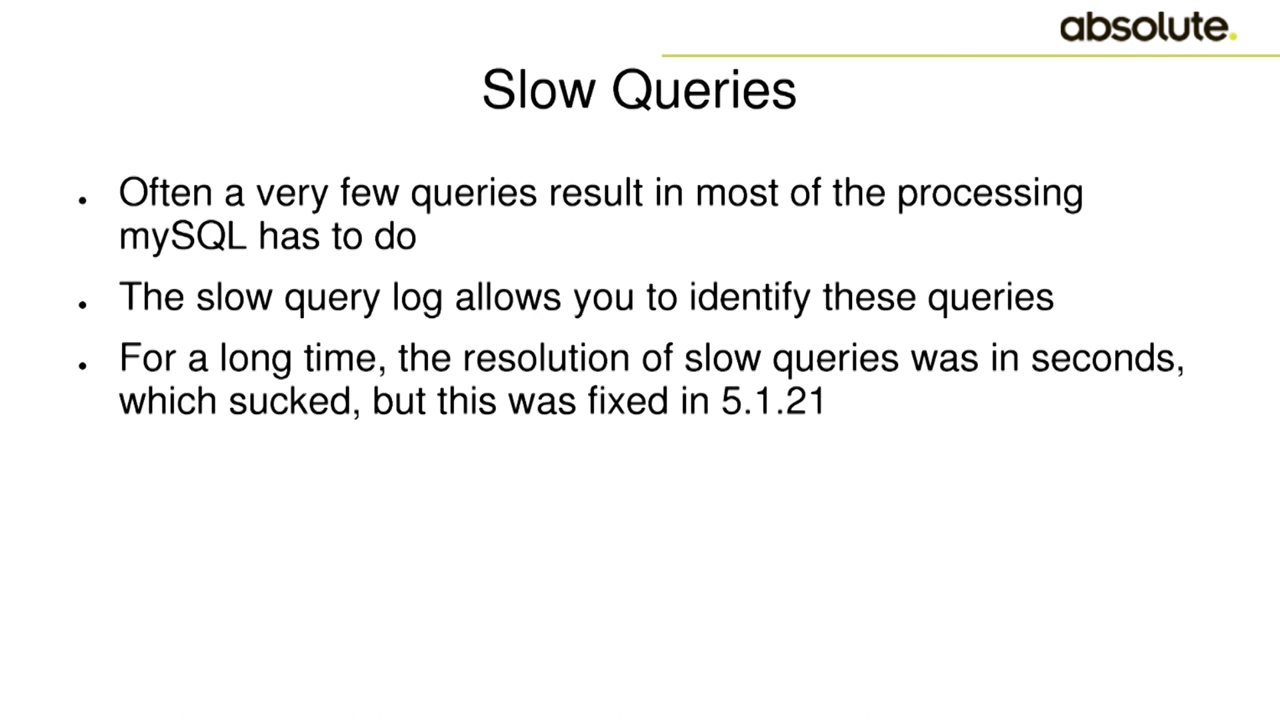 absolute.
Slow Queries
• Often a very few queries result in most of the processing
mySQL has to do
• The slow query log allows you to identify these queries
• For a long time, the resolution of slow queries was in seconds,
which sucked, but this was fixed in 5.1.21